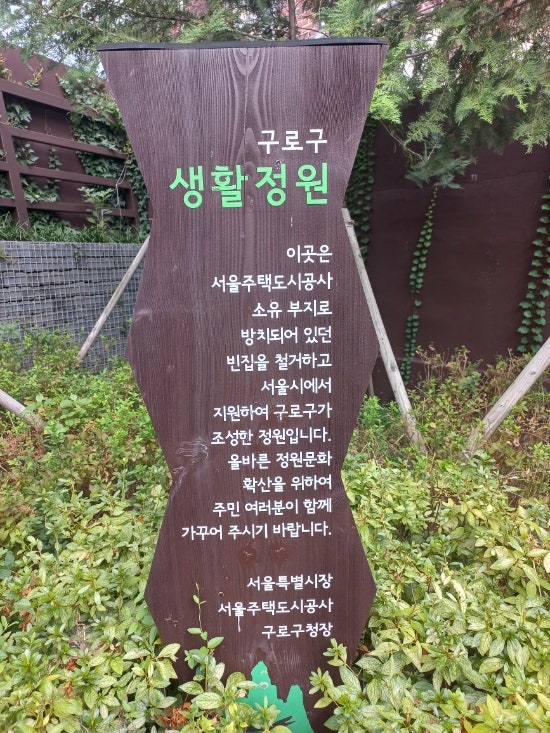 구로구
생활정원
이곳은
서울주택도시공사
소유 부지로
방치되어 있던
빈집을 철거하고
서울시에서
지원하여 구로구가
조성한 정원입니다.
올바른 정원문화
확산을 위하여
주민 여러분이 함께
가꾸어 주시기 바랍니다.
서울특별시장
서울주택도시공사
구로구청장